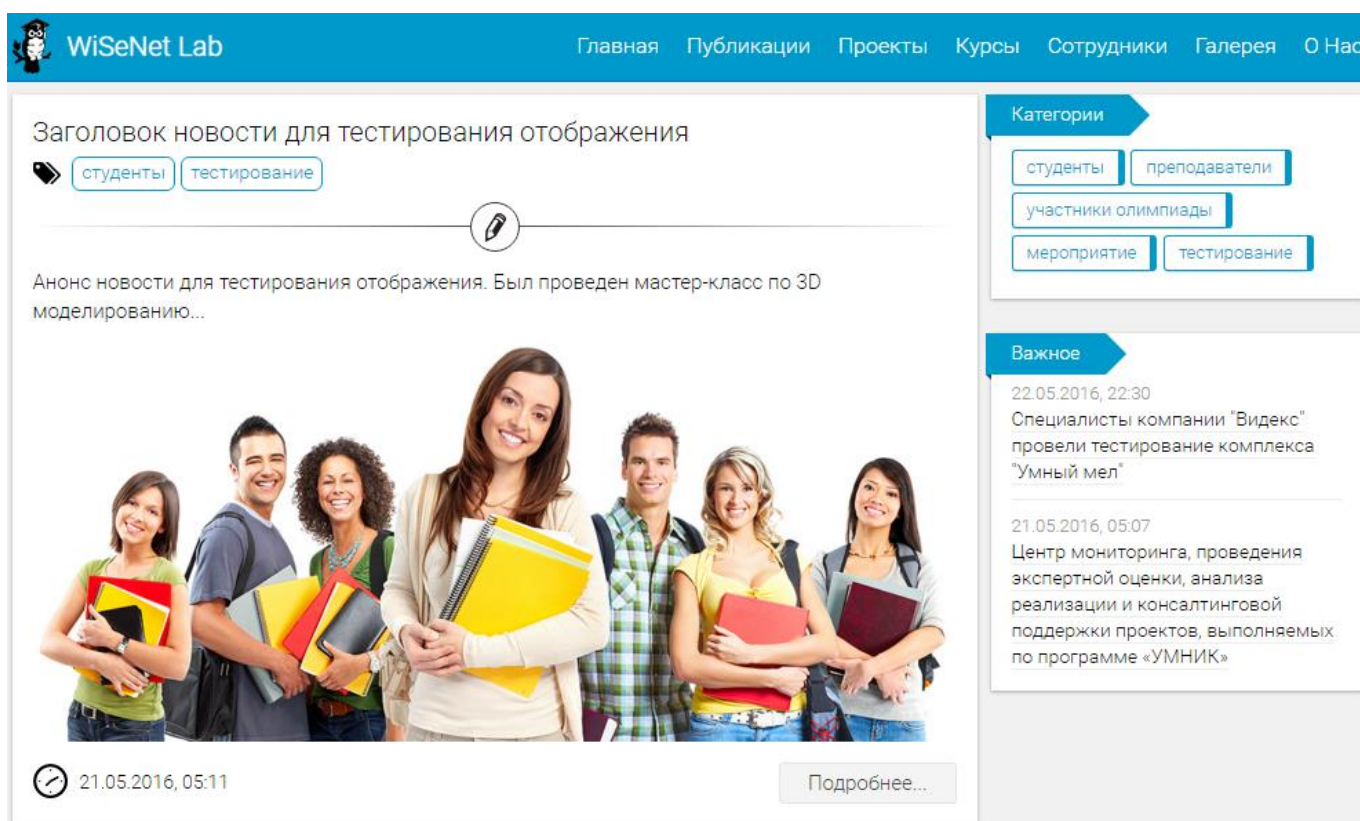 WiSeNet Lab
Главная Публикации Проекты Курсы Сотрудники Галерея О Нас
Заголовок новости для тестирования отображения
студенты тестирование
Анонс новости для тестирования отображения. Был проведен мастер-класс по 3D
моделированию...
21.05.2016, 05:11
Подробнее...
Категории
студенты преподаватели
участники олимпиады
мероприятие тестирование
Важное
22.05.2016, 22:30
Специалисты компании "Видекс"
провели тестирование комплекса
"Умный мел"
21.05.2016, 05:07
Центр мониторинга, проведения
экспертной оценки, анализа
реализации и консалтинговой
поддержки проектов, выполняемых
по программе «УМНИК»